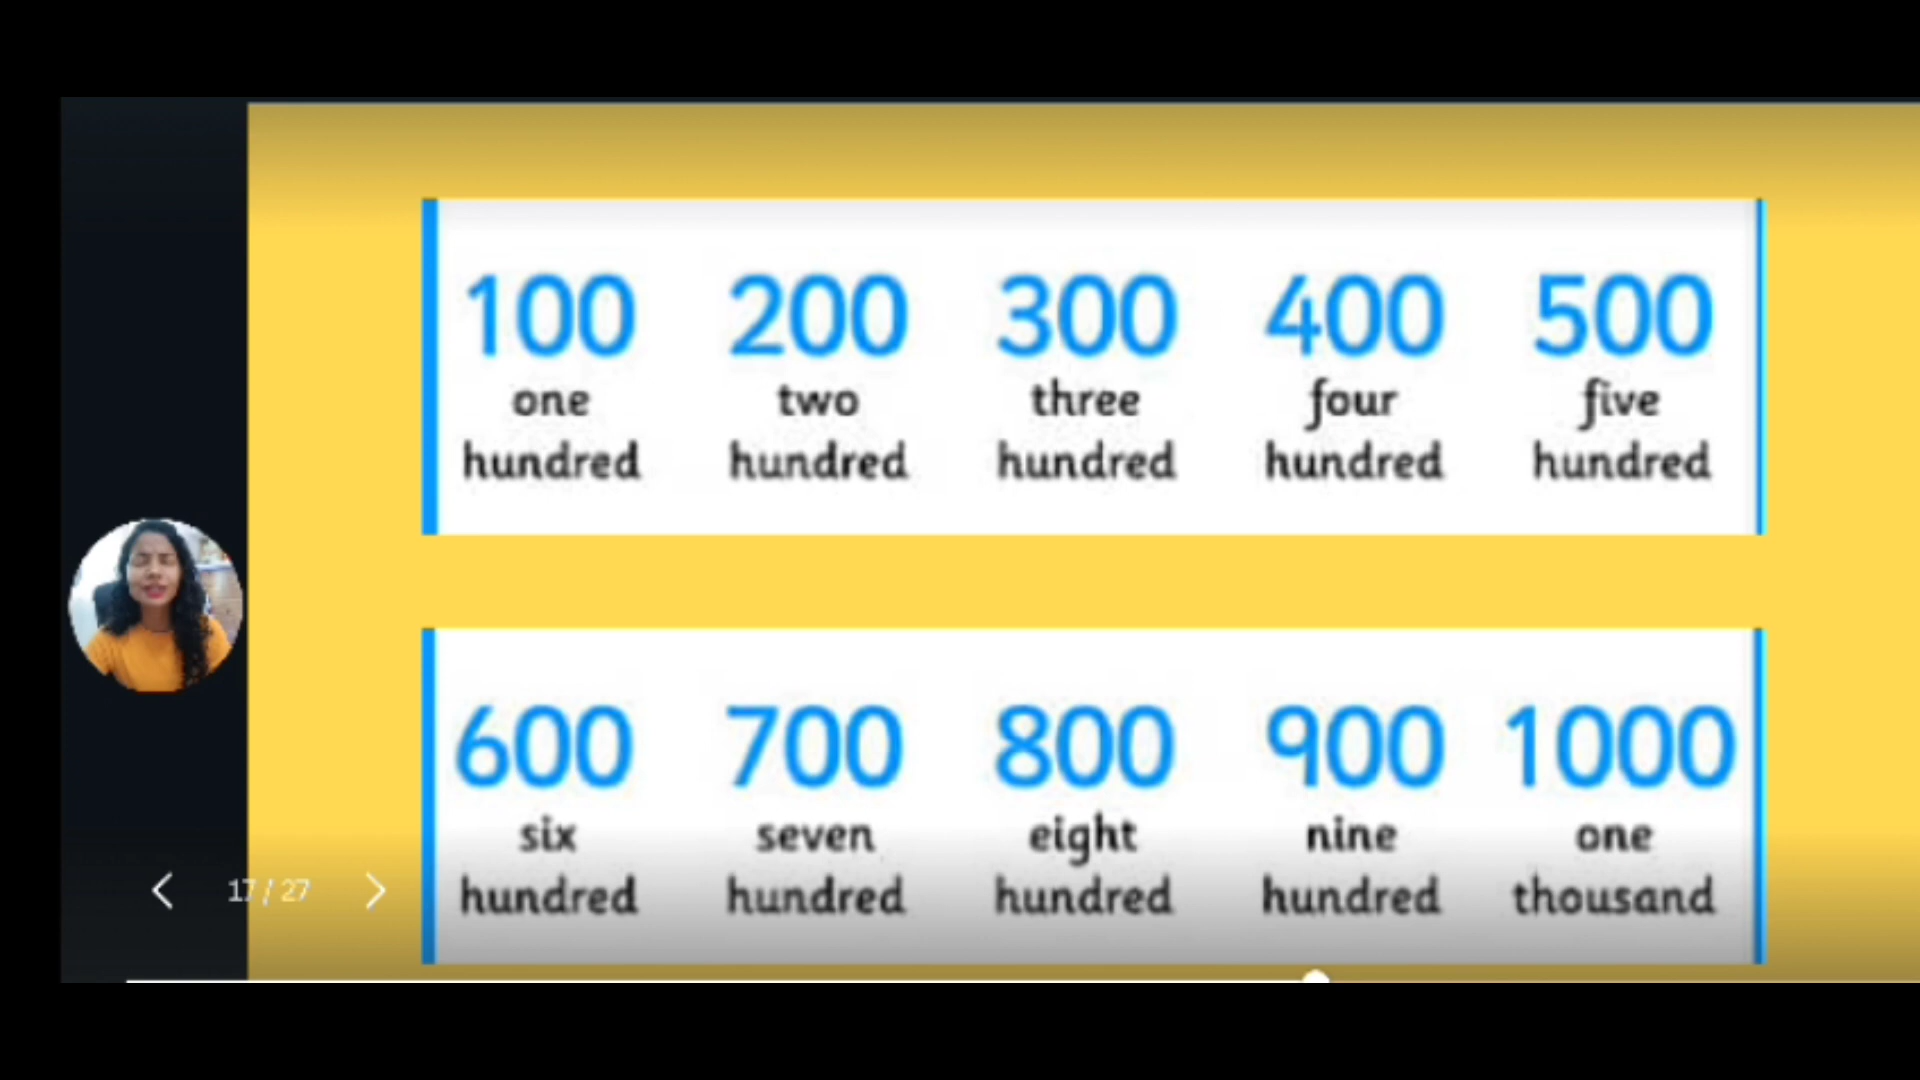 100 200 300 400 500
one two three four five
hundred hundred hundred hundred hundred
600 700 800 900 1000
six seven eight nine one
hundred hundred hundred hundred thousand
17 / 27